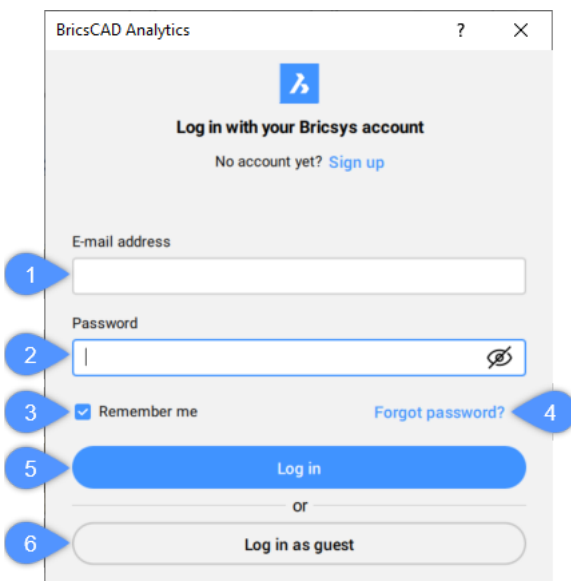 BricsCAD Analytics ? ×
Log in with your Bricsys account
No account yet? Sign up
E-mail address
1
Password
2
3 Remember me Forgot password? 4
5 Log in
or
6 Log in as guest